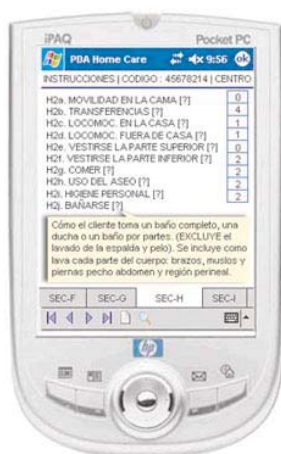 iPAQ Pocket PC
PDA Home Care 9:56 ok
INSTRUCCIONES | CODIGO : 45678214 | CENTRO
H2a. MOVILIDAD EN LA CAMA [?] 0
H2b. TRANSFERENCIAS [?] 4
H2c. LOCOMOC. EN LA CASA [?] 1
H2d. LOCOMOC. FUERA DE CASA [?] 1
H2e. VESTIRSE LA PARTE SUPERIOR [?] 0
H2f. VESTIRSE LA PARTE INFERIOR [?] 2
H2g. COMER [?] 2
H2h. USO DEL ASEO [?] 2
H2i. HIGIENE PERSONAL [?] 2
H2j. BAÑARSE [?]
Cómo el cliente toma un baño completo, una
ducha o un baño por partes. (EXCLUYE el
lavado de la espalda y pelo). Se incluye como
lava cada parte del cuerpo: brazos, muslos y
piernas pecho abdomen y región perineal.
SEC-F SEC-G SEC-H SEC-I
hp